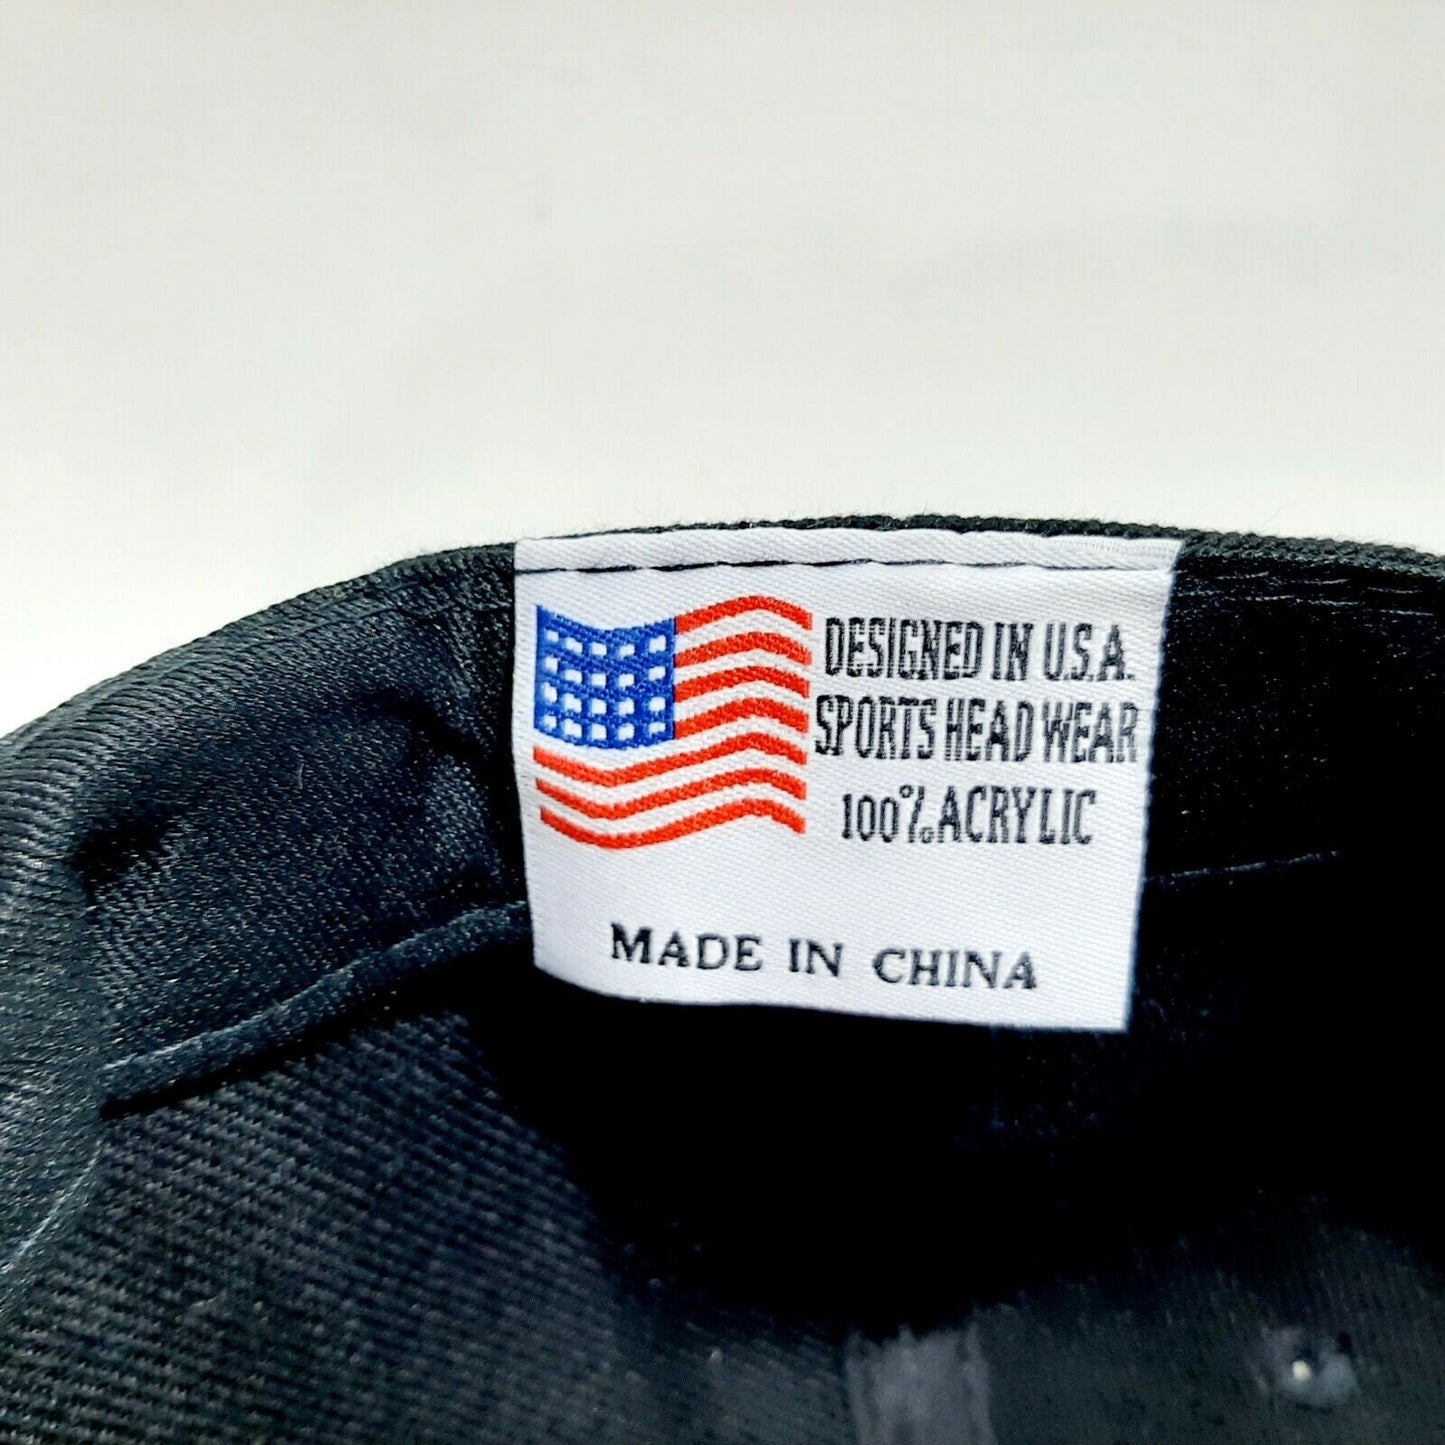 DESIGNED IN U.S.A.
SPORTS HEAD WEAR
100% ACRYLIC
MADE IN CHINA